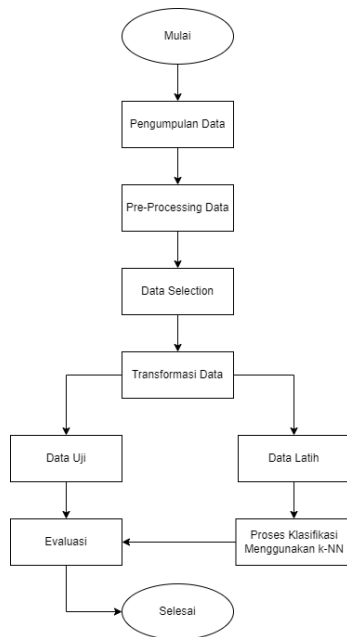 Mulai
Pengumpulan Data
Pre-Processing Data
Data Selection
Transformasi Data
Data Uji
Data Latih
Evaluasi
Proses Klasifikasi
Menggunakan k-NN
Selesai